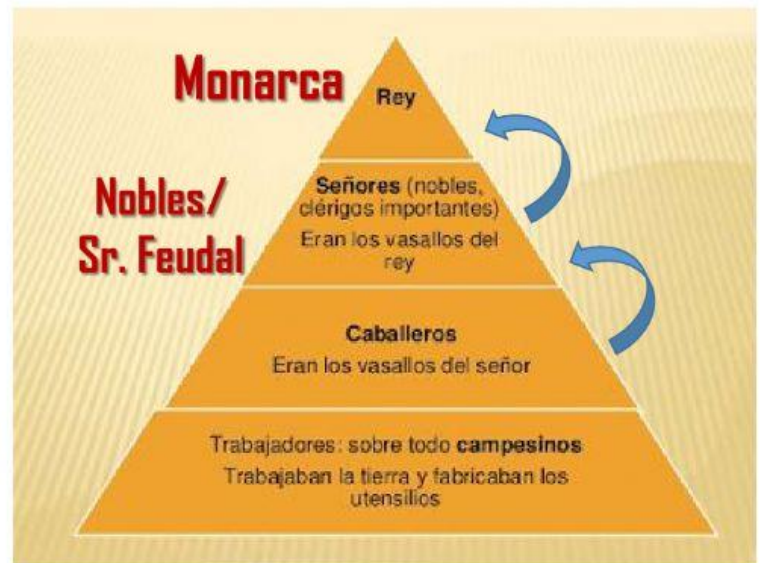 Monarca
Rey
Nobles/
Sr. Feudal
Señores (nobles,
clérigos importantes)
Eran los vasallos del
rey
Caballeros
Eran los vasallos del señor
Trabajadores: sobre todo campesinos
Trabajaban la tierra y fabricaban los
utensilios